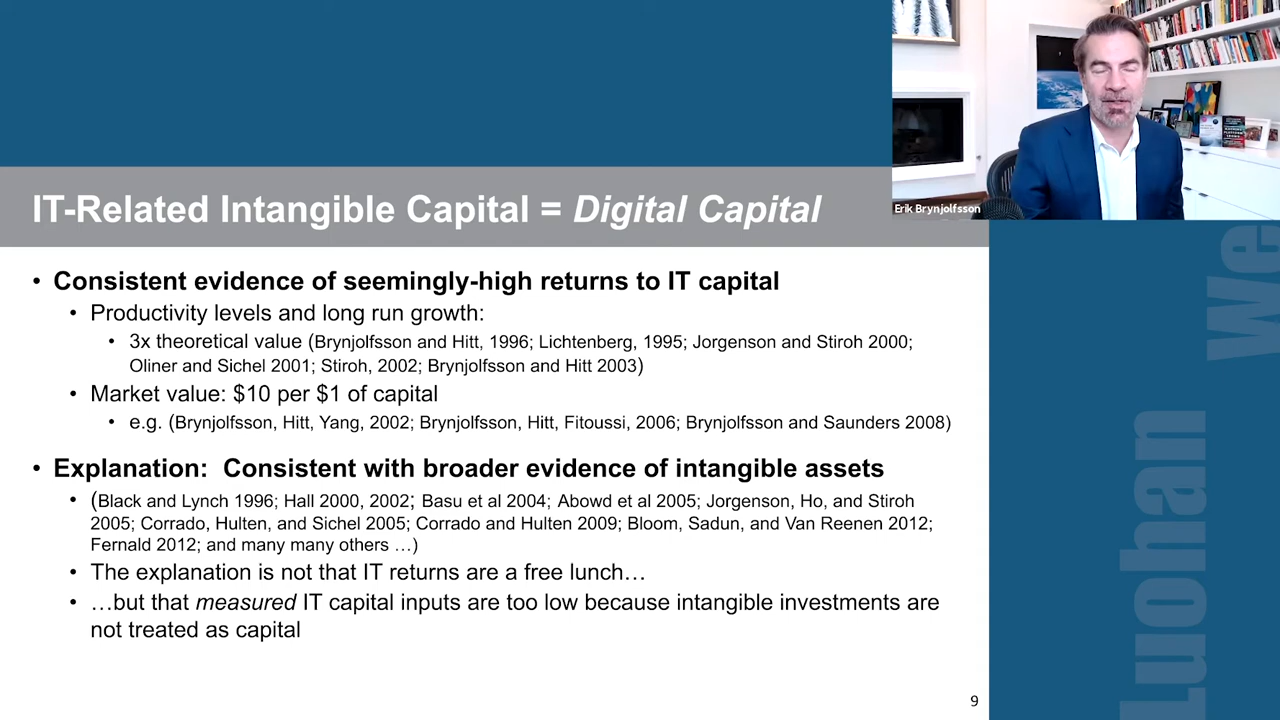 Erik Brynjolfsson
IT-Related Intangible Capital = Digital Capital
• Consistent evidence of seemingly-high returns to IT capital
• Productivity levels and long run growth:
• 3x theoretical value (Brynjolfsson and Hitt, 1996; Lichtenberg, 1995; Jorgenson and Stiroh 2000;
Oliner and Sichel 2001; Stiroh, 2002; Brynjolfsson and Hitt 2003)
• Market value: $10 per $1 of capital
• e.g. (Brynjolfsson, Hitt, Yang, 2002; Brynjolfsson, Hitt, Fitoussi, 2006; Brynjolfsson and Saunders 2008)
• Explanation: Consistent with broader evidence of intangible assets
• (Black and Lynch 1996; Hall 2000, 2002; Basu et al 2004; Abowd et al 2005; Jorgenson, Ho, and Stiroh
2005; Corrado, Hulten, and Sichel 2005; Corrado and Hulten 2009; Bloom, Sadun, and Van Reenen 2012;
Fernald 2012; and many many others …)
• The explanation is not that IT returns are a free lunch…
• …but that measured IT capital inputs are too low because intangible investments are
not treated as capital
9
We
Luohan